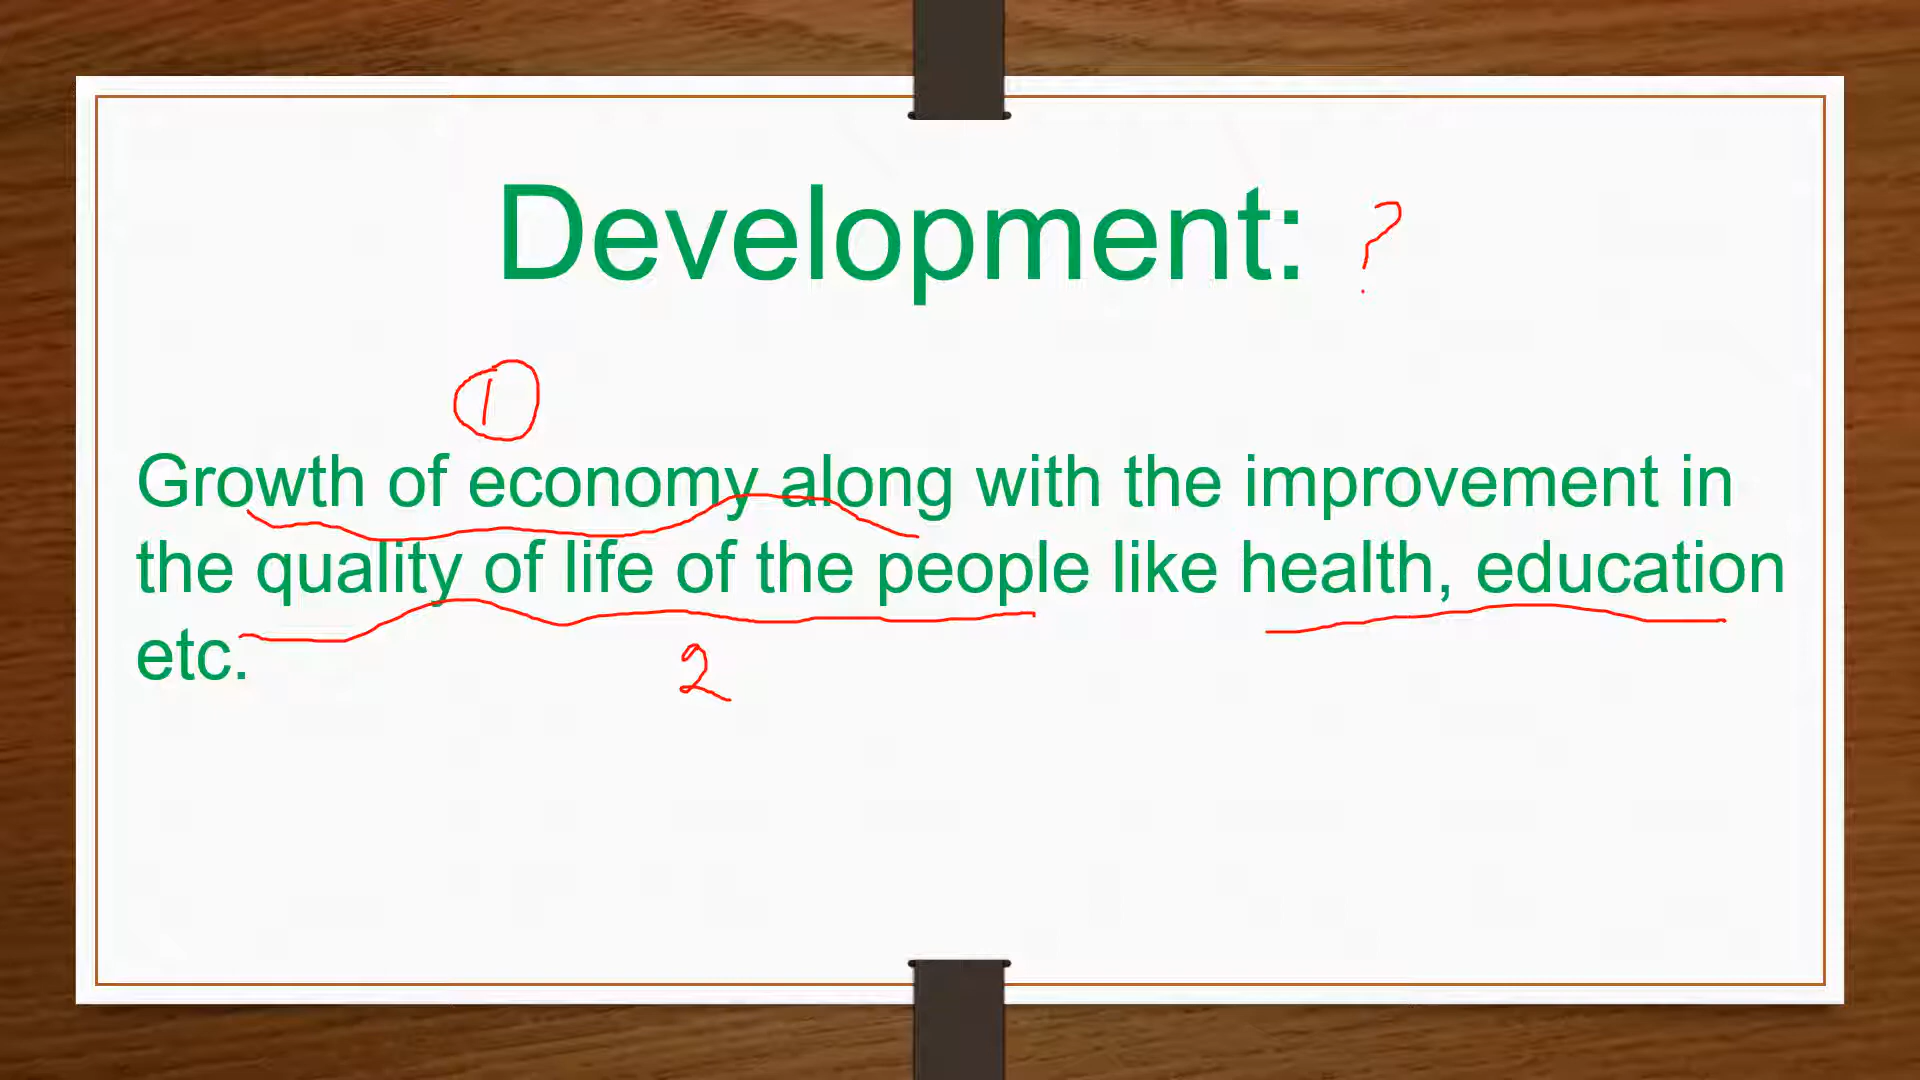 Development: ?
1
Growth of economy along with the improvement in
the quality of life of the people like health, education
etc.
2